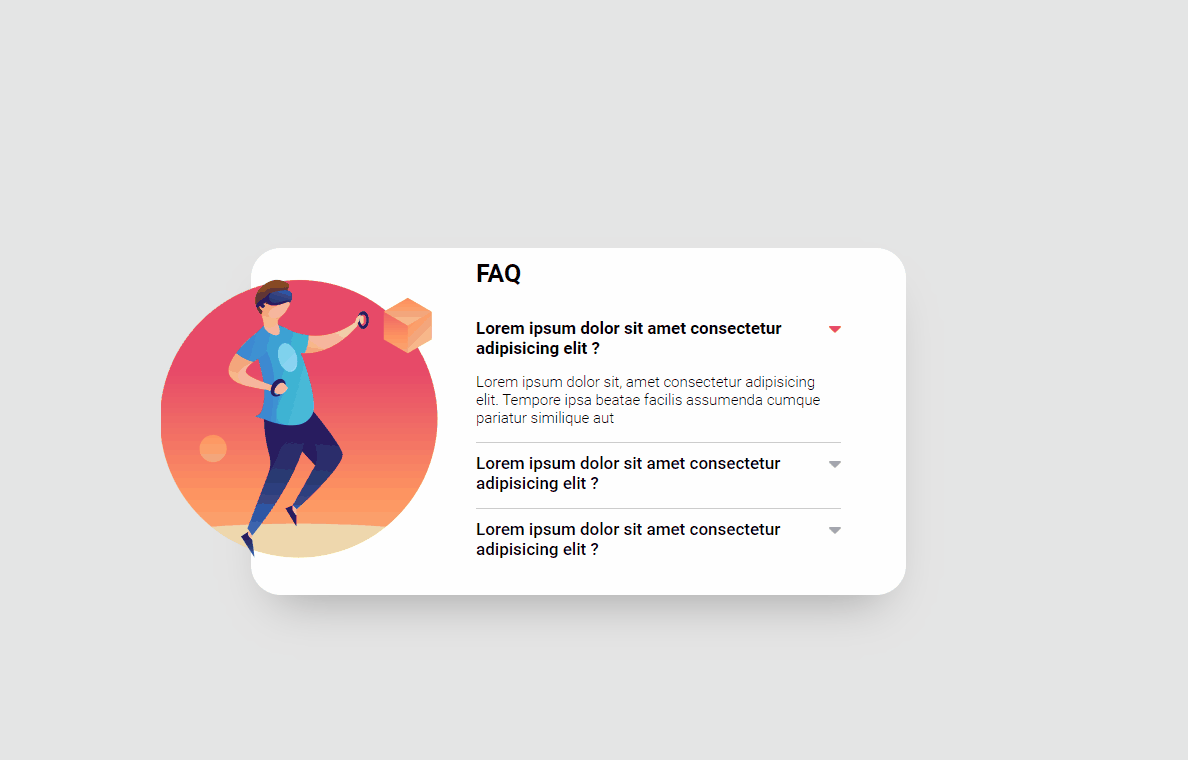 FAQ
Lorem ipsum dolor sit amet consectetur
adipisicing elit ?
Lorem ipsum dolor sit, amet consectetur adipisicing
elit. Tempore ipsa beatae facilis assumenda cumque
pariatur similique aut
Lorem ipsum dolor sit amet consectetur
adipisicing elit ?
Lorem ipsum dolor sit amet consectetur
adipisicing elit ?